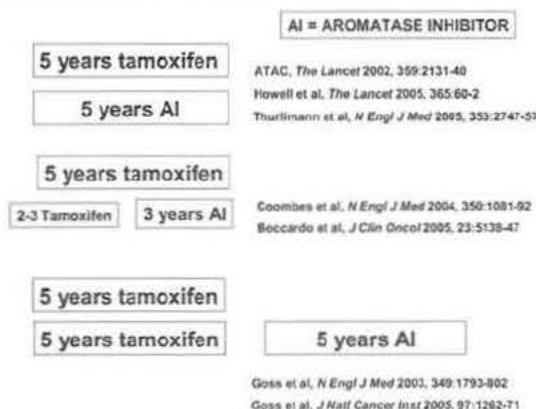 AI = AROMATASE INHIBITOR
5 years tamoxifen
5 years AI
ATAC, The Lancet 2002, 359:2131-40
Howell et al, The Lancet 2005, 365:60-2
Thurlimann et al, N Engl J Med 2005, 353:2747-57
5 years tamoxifen
2-3 Tamoxifen
3 years AI
Coombes et al, N Engl J Med 2004, 350:1081-92
Boccardo et al, J Clin Oncol 2005, 23:5138-47
5 years tamoxifen
5 years tamoxifen
5 years AI
Goss et al, N Engl J Med 2003, 349:1793-802
Goss et al, J Natl Cancer Inst 2005, 97:1262-71